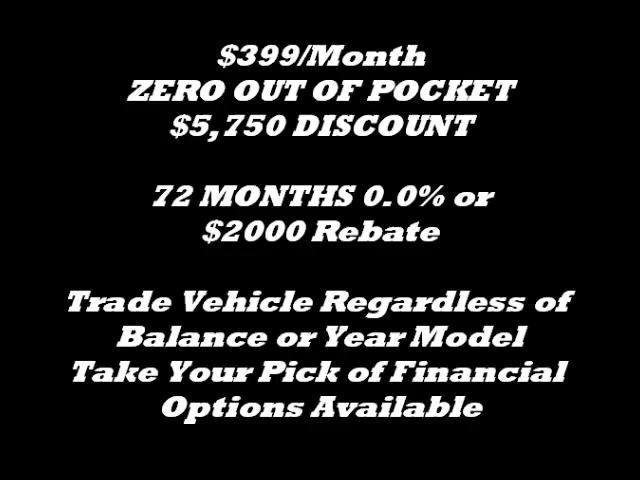 $399/Month
ZERO OUT OF POCKET
$5,750 DISCOUNT
72 MONTHS 0.0% or
$2000 Rebate
Trade Vehicle Regardless of
Balance or Year Model
Take Your Pick of Financial
Options Available